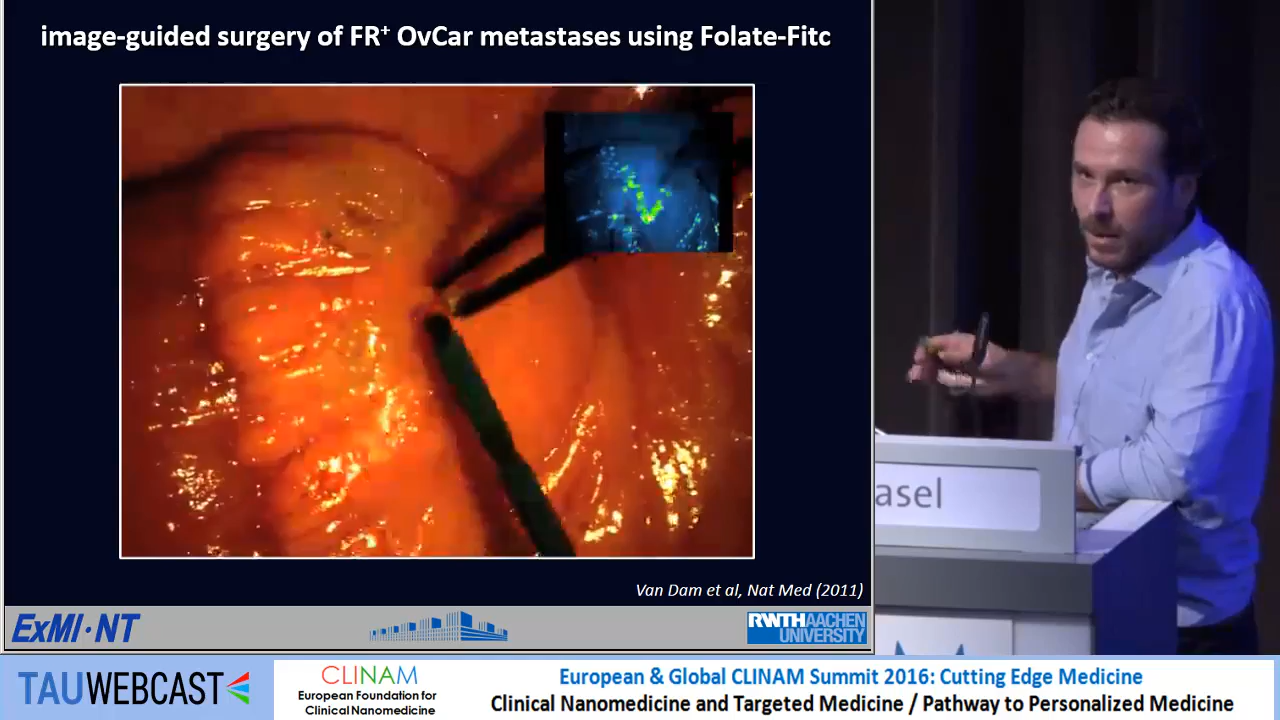 image-guided surgery of FR⁺ OvCar metastases using Folate-Fitc
asel
Van Dam et al, Nat Med (2011)
ExMI·NT
RWTHAACHEN
UNIVERSITY
TAUWEBCAST
CLINAM
European Foundation for
Clinical Nanomedicine
European & Global CLINAM Summit 2016: Cutting Edge Medicine
Clinical Nanomedicine and Targeted Medicine / Pathway to Personalized Medicine